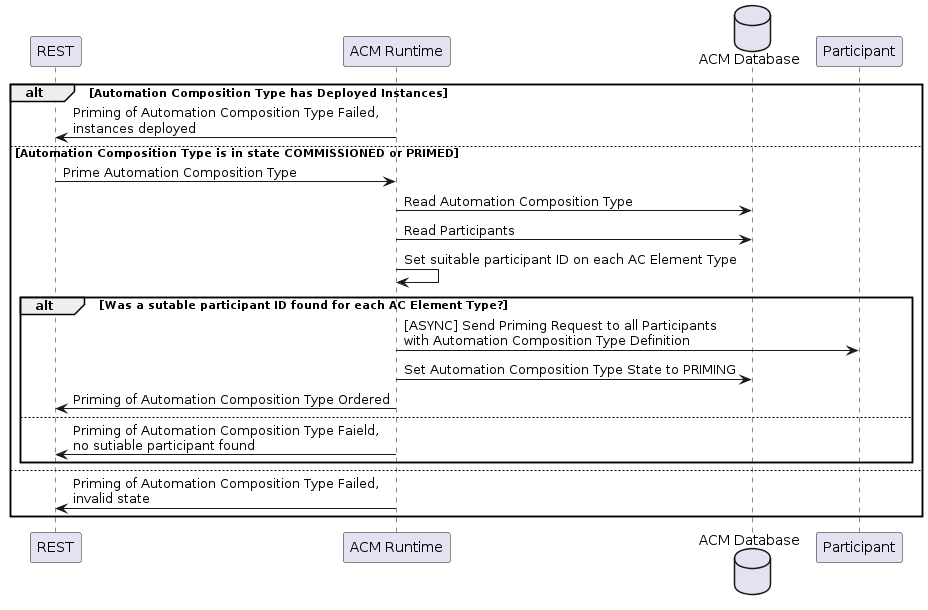 REST
ACM Runtime
ACM Database
Participant
alt
[Automation Composition Type has Deployed Instances]
Priming of Automation Composition Type Failed,
instances deployed
[Automation Composition Type is in state COMMISSIONED or PRIMED]
Prime Automation Composition Type
Read Automation Composition Type
Read Participants
Set suitable participant ID on each AC Element Type
alt
[Was a sutable participant ID found for each AC Element Type?]
[ASYNC] Send Priming Request to all Participants
with Automation Composition Type Definition
Set Automation Composition Type State to PRIMING
Priming of Automation Composition Type Ordered
Priming of Automation Composition Type Faield,
no sutiable participant found
Priming of Automation Composition Type Failed,
invalid state
REST
ACM Runtime
ACM Database
Participant